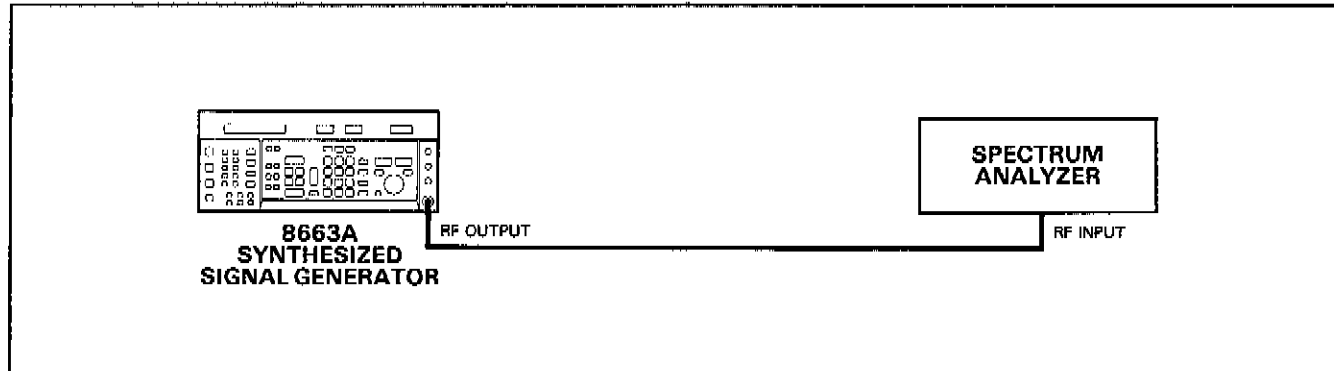 8663A
SYNTHESIZED
SIGNAL GENERATOR
RF OUTPUT
SPECTRUM
ANALYZER
RF INPUT